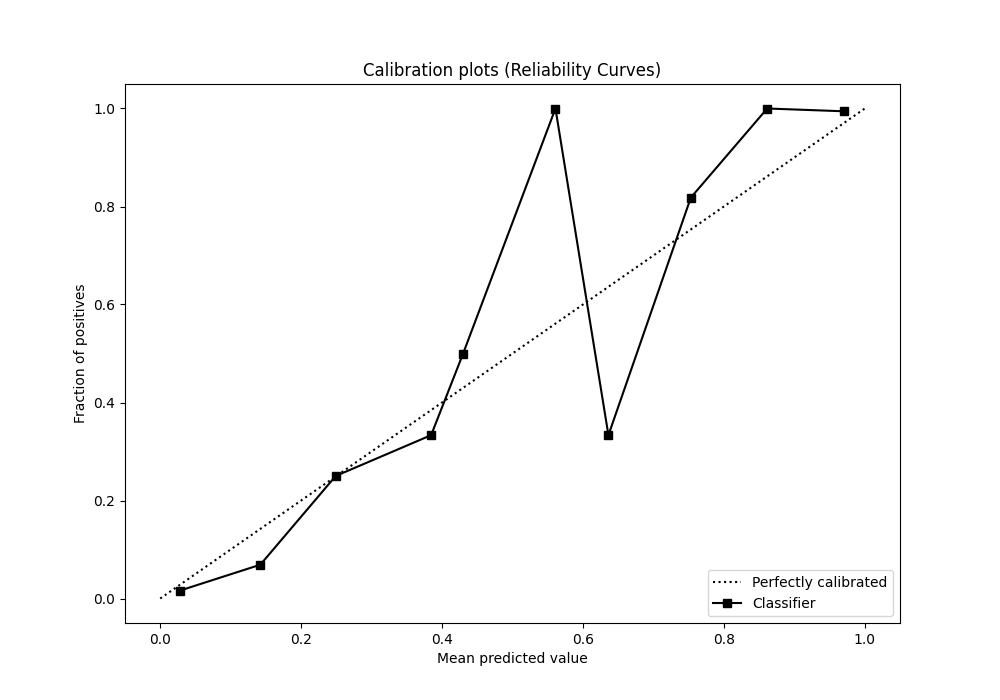 Calibration plots (Reliability Curves)
1.0
0.8
0.6
0.4
0.2
0.0
Fraction of positives
0.0 0.2 0.4 0.6 0.8 1.0
Mean predicted value
Perfectly calibrated
Classifier